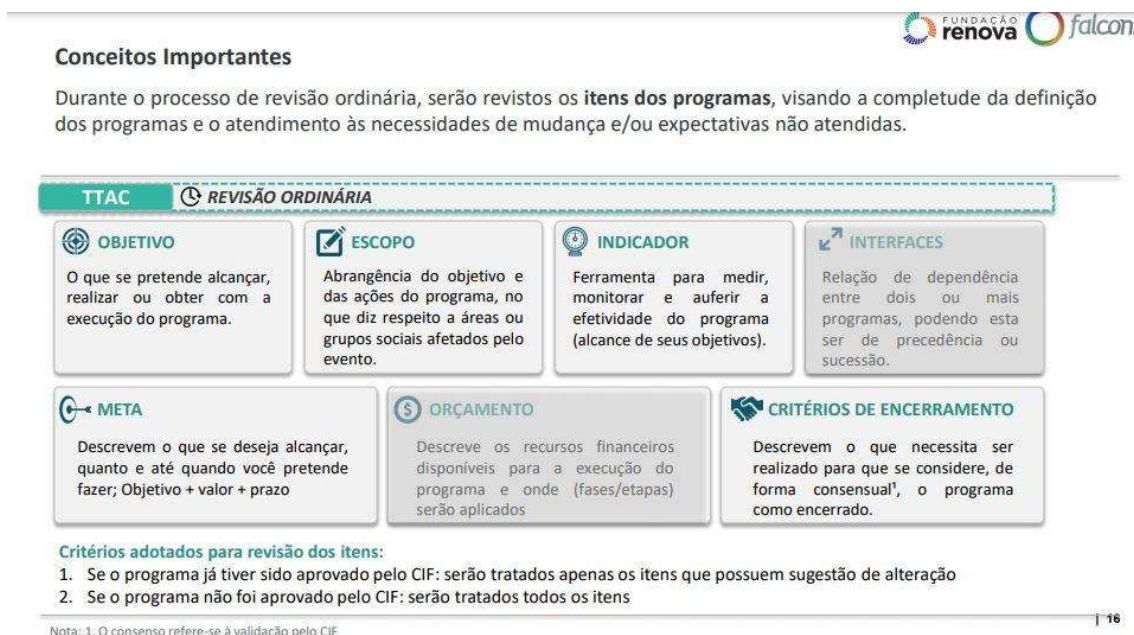 FUNDAÇÃO
renova
falcon.
Conceitos Importantes
Durante o processo de revisão ordinária, serão revistos os itens dos programas, visando a completude da definição
dos programas e o atendimento às necessidades de mudança e/ou expectativas não atendidas.
TTAC
REVISÃO ORDINÁRIA
OBJETIVO
O que se pretende alcançar,
realizar ou obter com a
execução do programa.
ESCOPO
Abrangência do objetivo e
das ações do programa, no
que diz respeito a áreas ou
grupos sociais afetados pelo
evento.
INDICADOR
Ferramenta para medir,
monitorar e auferir a
efetividade do programa
(alcance de seus objetivos).
INTERFACES
Relação de dependência
entre dois ou mais
programas, podendo esta
ser de precedência ou
sucessão.
META
Descrevem o que se deseja alcançar,
quanto e até quando você pretende
fazer; Objetivo + valor + prazo
$
ORÇAMENTO
Descreve os recursos financeiros
disponíveis para a execução do
programa e onde (fases/etapas)
serão aplicados
CRITÉRIOS DE ENCERRAMENTO
Descrevem o que necessita ser
realizado para que se considere, de
forma consensual¹, o programa
como encerrado.
Critérios adotados para revisão dos itens:
1. Se o programa já tiver sido aprovado pelo CIF: serão tratados apenas os itens que possuem sugestão de alteração
2. Se o programa não foi aprovado pelo CIF: serão tratados todos os itens
| 16
Nota: 1. O consenso refere-se à validação pelo CIF